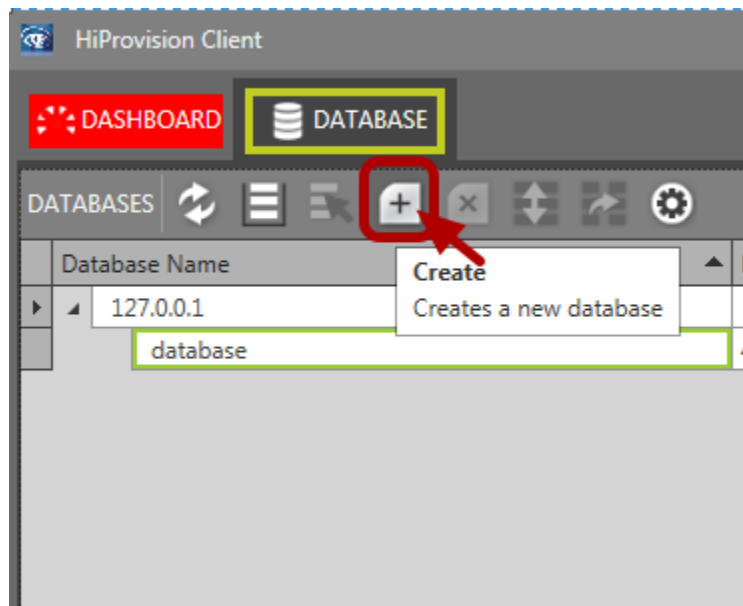 HiProvision Client
DASHBOARD
DATABASE
DATABASES
Database Name
Create
Creates a new database
127.0.0.1
database